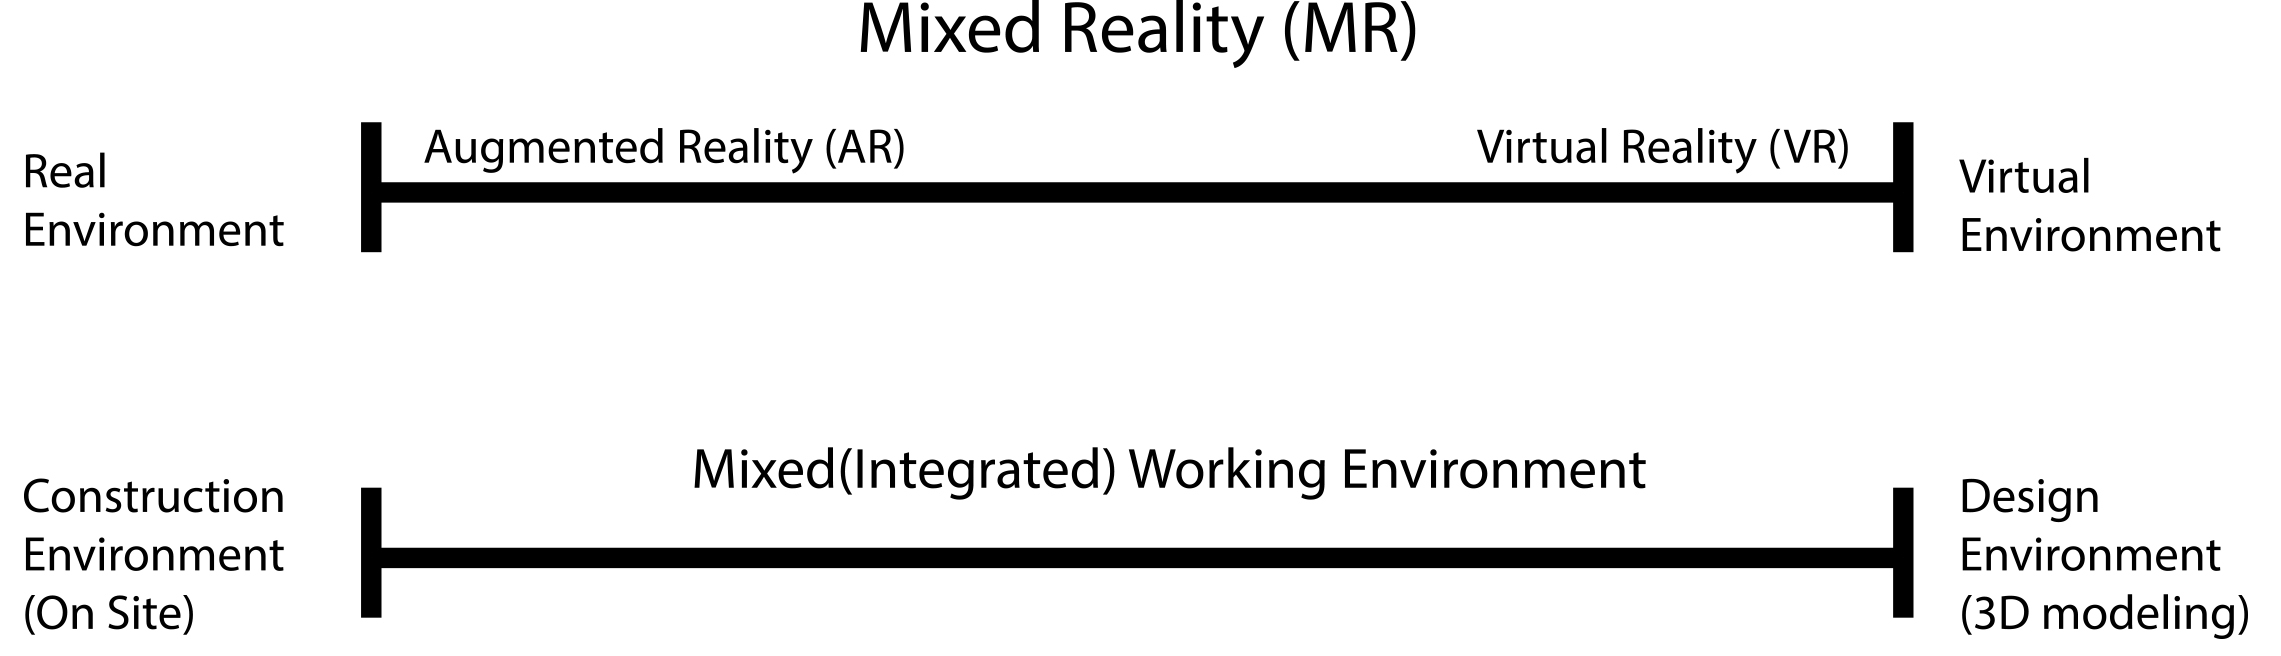 Mixed Reality (MR)
Augmented Reality (AR)
Virtual Reality (VR)
Real
Environment
Virtual
Environment
Mixed(Integrated) Working Environment
Construction
Environment
(On Site)
Design
Environment
(3D modeling)